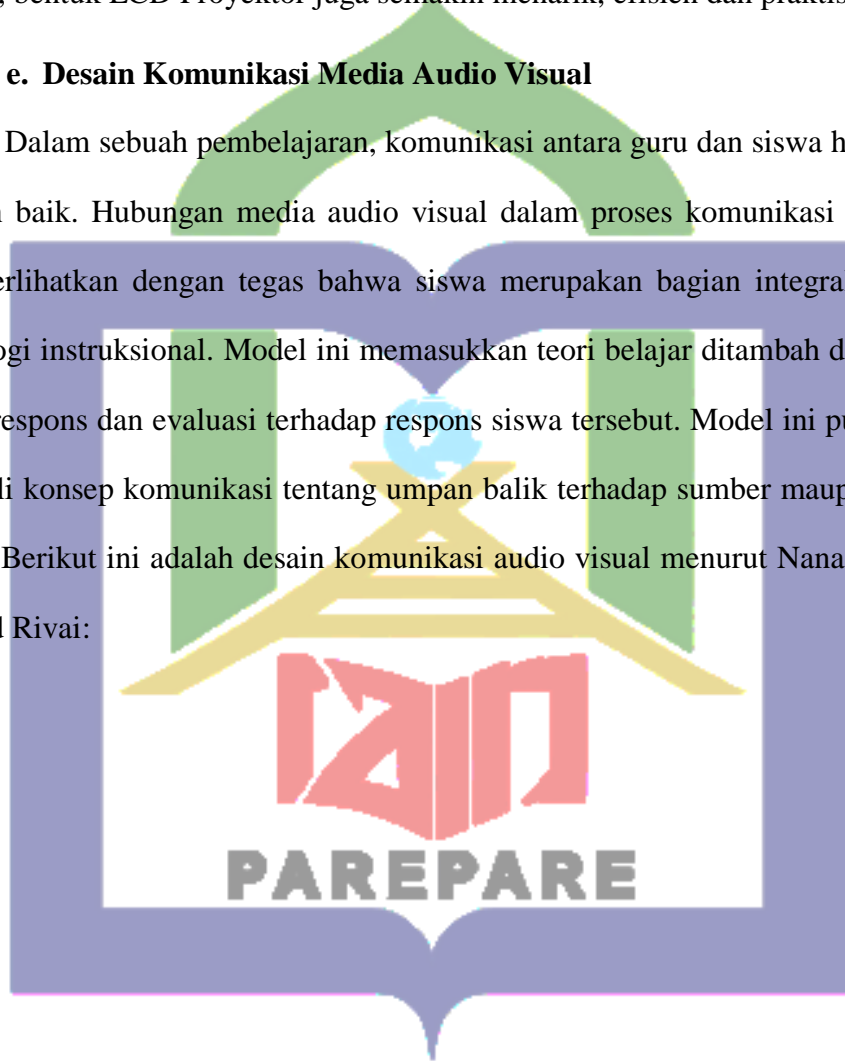 bentuk LCD Proyektor juga semakin menarik, efisien dan praktis
e. Desain Komunikasi Media Audio Visual
Dalam sebuah pembelajaran, komunikasi antara guru dan siswa h
baik. Hubungan media audio visual dalam proses komunikasi
erlihatkan dengan tegas bahwa siswa merupakan bagian integra
ogi instruksional. Model ini memasukkan teori belajar ditambah d
respons dan evaluasi terhadap respons siswa tersebut. Model ini pu
li konsep komunikasi tentang umpan balik terhadap sumber maup
Berikut ini adalah desain komunikasi audio visual menurut Nana
Rivai:
iain
PAREPARE